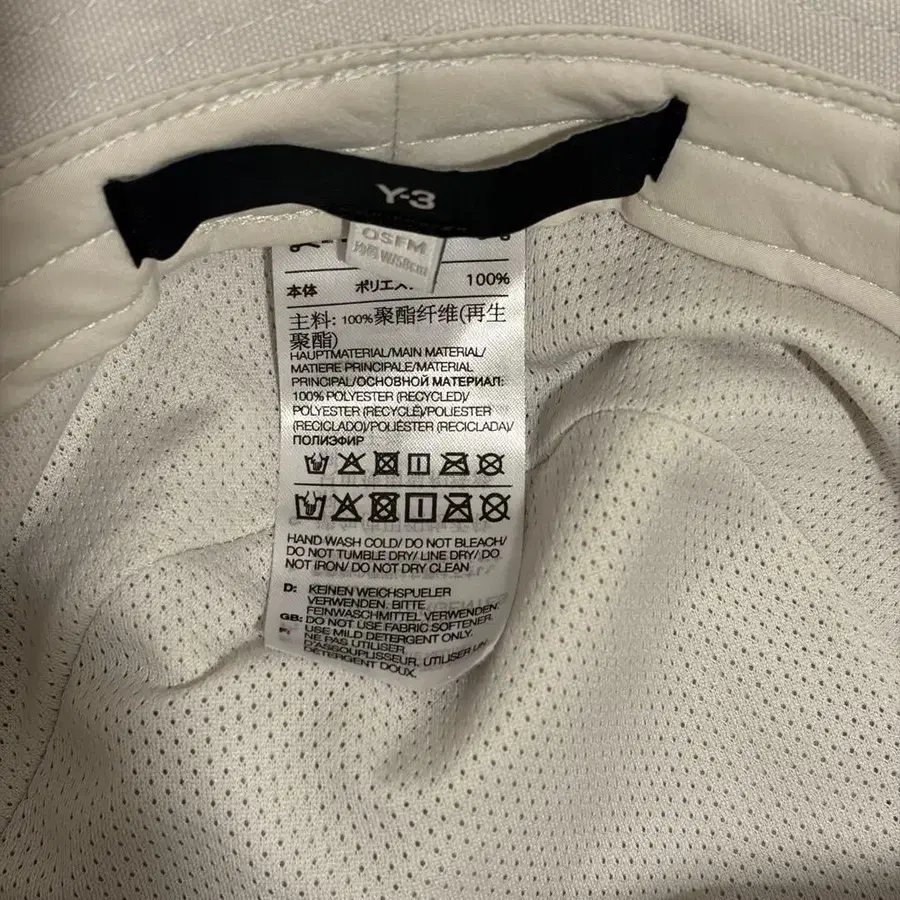 Y-3
OSFM
W/58cm
本体 ポリエス 100%
主料: 100%聚酯纤维(再生
聚酯)
HAUPTMATERIAL/MAIN MATERIAL/
MATIERE PRINCIPALE/MATERIAL
PRINCIPAL/ОСНОВНОЙ МАТЕРИАЛ:
100% POLYESTER (RECYCLED)/
POLYESTER (RECYCLÉ)/POLIESTER
(RECICLADO)/POLIÉSTER (RECICLADA)/
ПОЛИЭФИР
HAND WASH COLD/ DO NOT BLEACH/
DO NOT TUMBLE DRY/ LINE DRY/ DO
NOT IRON/ DO NOT DRY CLEAN
D: KEINEN WEICHSPUELER
VERWENDEN. BITTE
FEINWASCHMITTEL VERWENDEN.
GB: DO NOT USE FABRIC SOFTENER.
USE MILD DETERGENT ONLY.
F: NE PAS UTILISER
D'ASSOUPLISSEUR. UTILISER UN
DETERGENT DOUX.